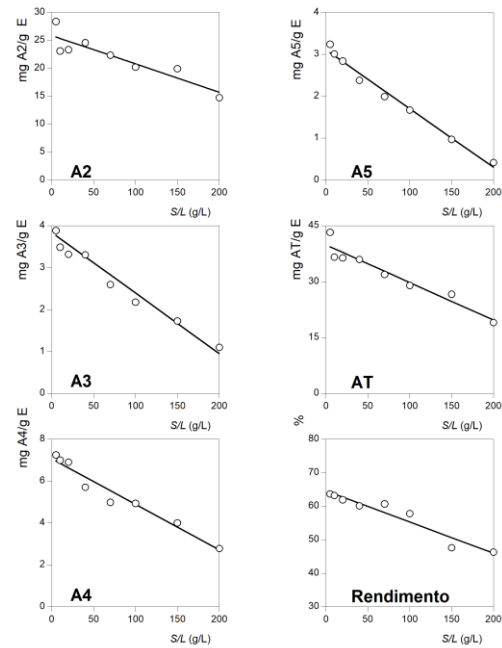 mg A2/g E
30
25
20
15
10
5
0
A2
0 50 100 150 200
S/L (g/L)
mg A5/g E
4
3
2
1
0
A5
0 50 100 150 200
S/L (g/L)
mg A3/g E
4
3
2
1
0
A3
0 50 100 150 200
S/L (g/L)
mg AT/g E
45
30
15
0
AT
0 50 100 150 200
S/L (g/L)
mg A4/g E
8
6
4
2
0
A4
0 50 100 150 200
S/L (g/L)
%
80
70
60
50
40
30
Rendimento
0 50 100 150 200
S/L (g/L)